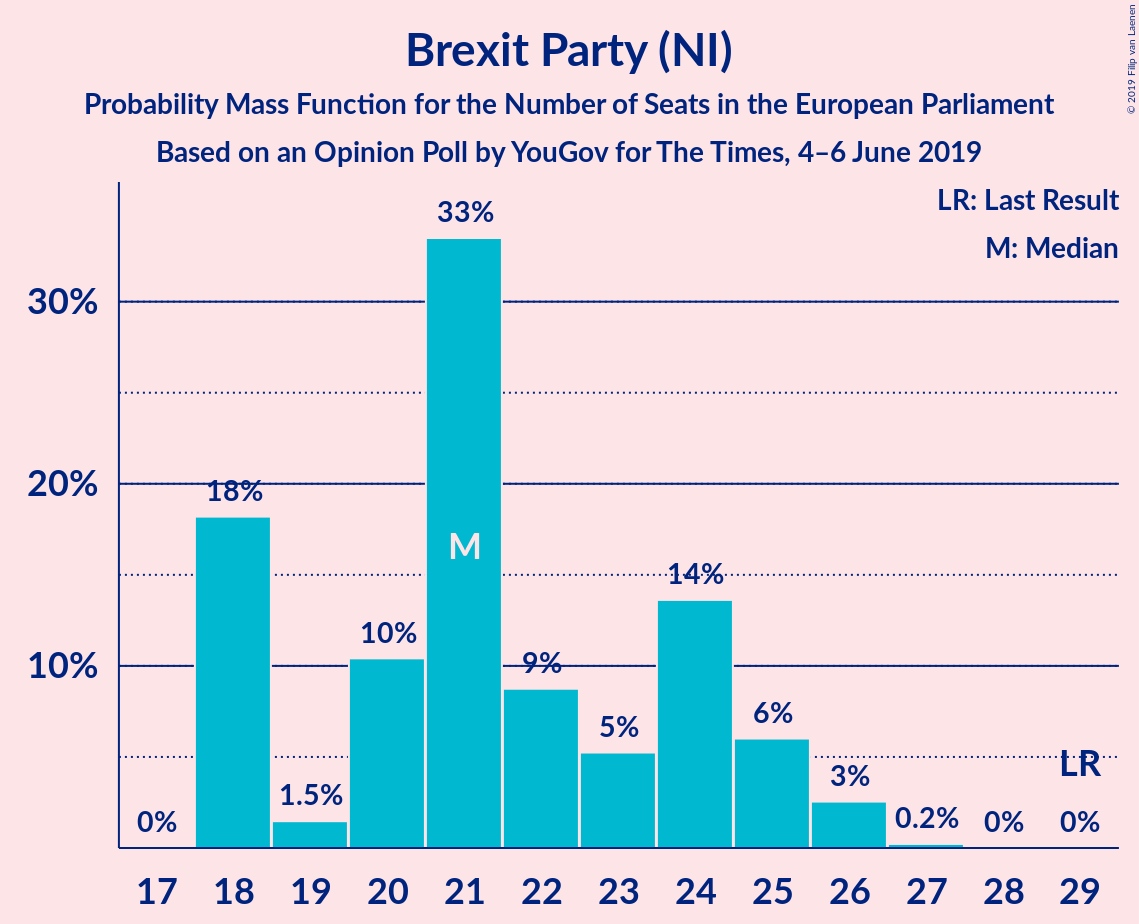 Brexit Party (NI)
Probability Mass Function for the Number of Seats in the European Parliament
Based on an Opinion Poll by YouGov for The Times, 4–6 June 2019
© 2019 Filip van Laenen
LR: Last Result
M: Median
33%
30%
20%
18%
M
14%
10%
10%
9%
6%
5%
3%
LR
1.5%
0%
0.2%
0%
0%
17 18 19 20 21 22 23 24 25 26 27 28 29